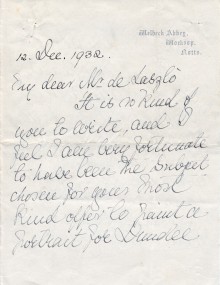 Welbeck Abbey,
Worksop,
Notts.
12. Dec. 1932
My dear Mr de Laszlo
It is so kind of
you to write, and I
feel I am very fortunate
to have been the subject
chosen for your most
kind offer to paint a
Portrait for Dundee